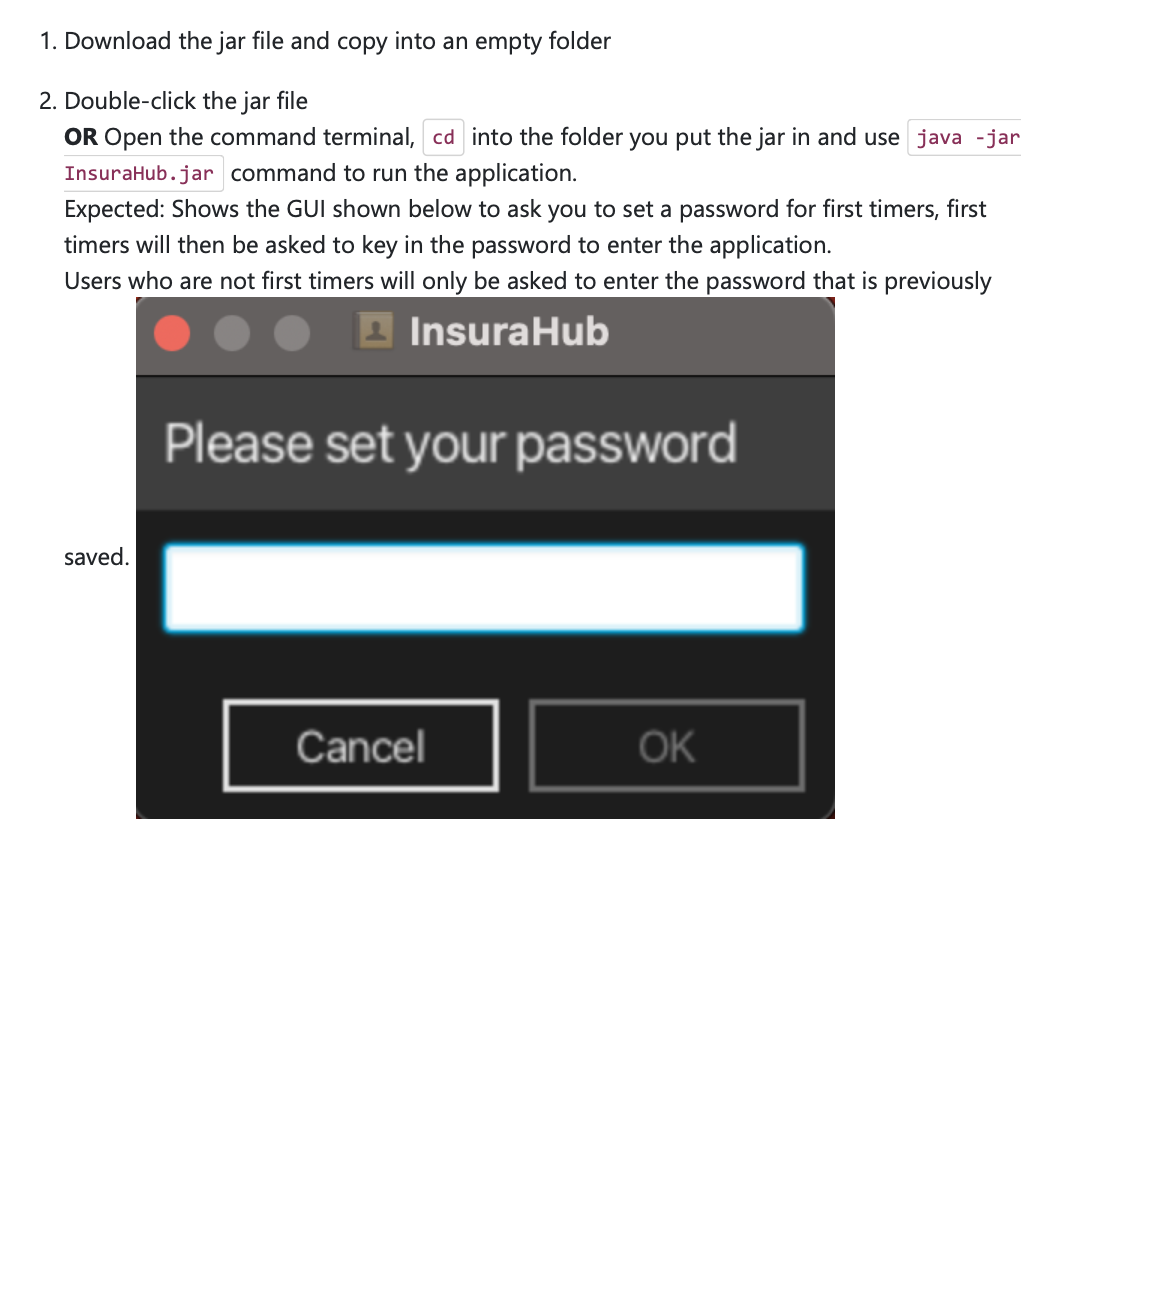 1. Download the jar file and copy into an empty folder
2. Double-click the jar file
OR Open the command terminal, cd into the folder you put the jar in and use java -jar
InsuraHub.jar command to run the application.
Expected: Shows the GUI shown below to ask you to set a password for first timers, first
timers will then be asked to key in the password to enter the application.
Users who are not first timers will only be asked to enter the password that is previously
InsuraHub
Please set your password
saved.
Cancel OK